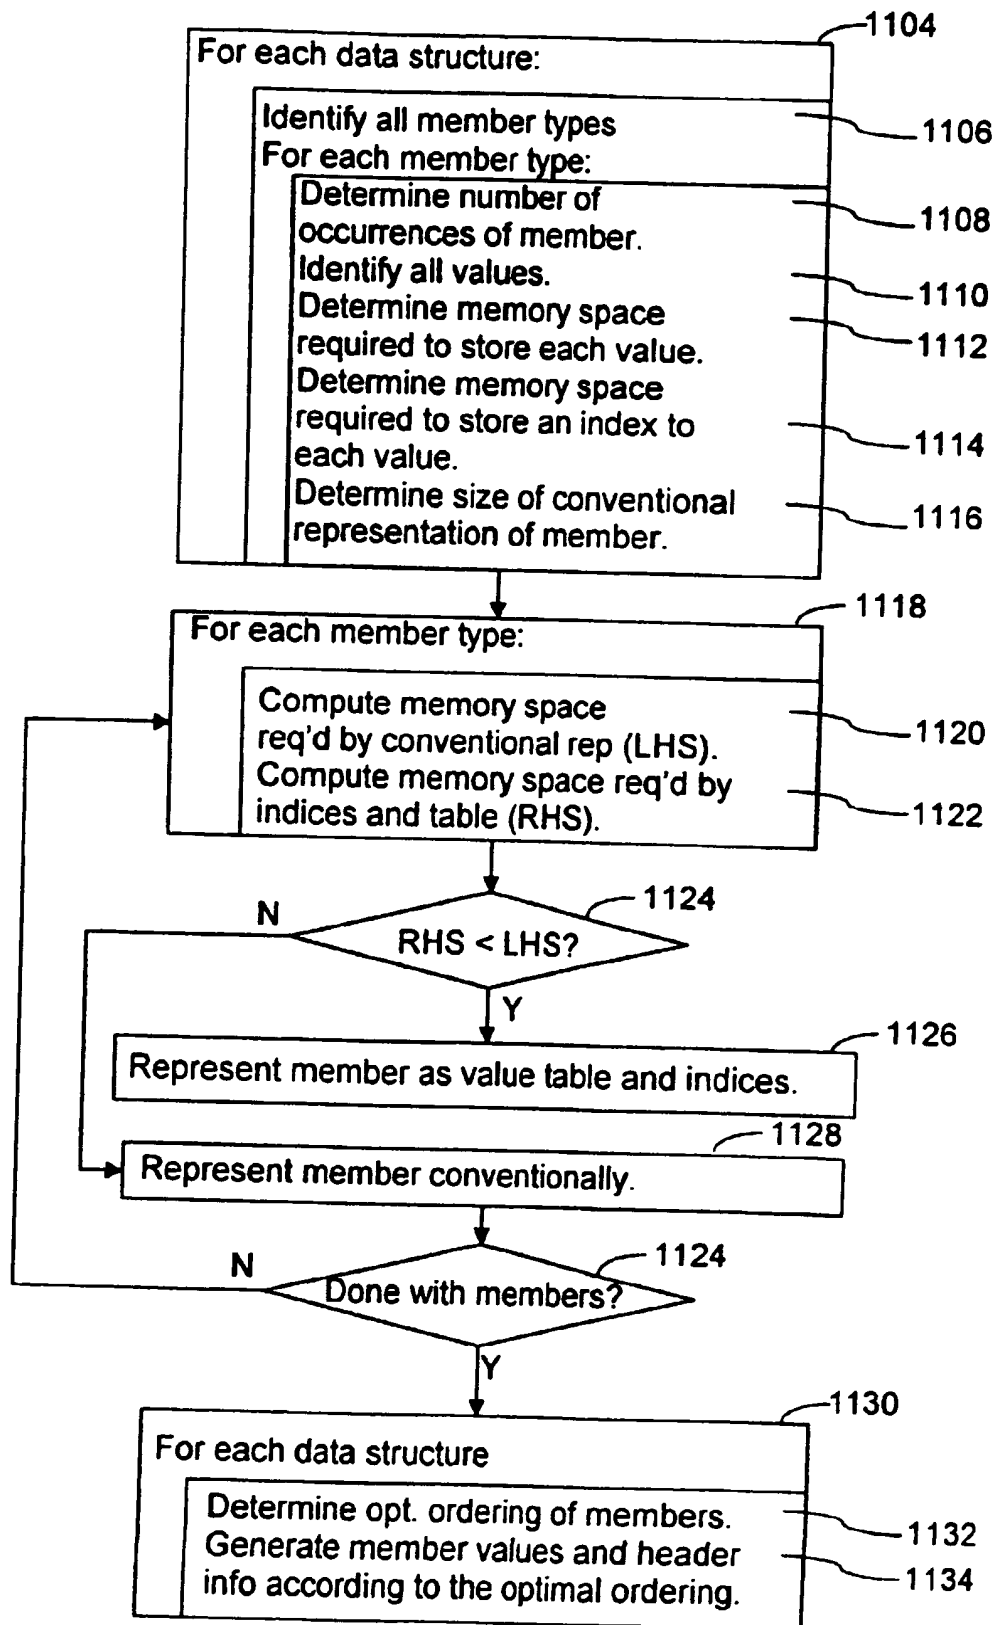 1104
For each data structure:
Identify all member types
1106
For each member type:
Determine number of
1108
occurrences of member.
Identify all values.
1110
Determine memory space
1112
required to store each value.
Determine memory space
required to store an index to
1114
each value.
Determine size of conventional
1116
representation of member.
1118
For each member type:
Compute memory space
1120
req'd by conventional rep (LHS).
Compute memory space req'd by
1122
indices and table (RHS).
1124
N
RHS < LHS?
Y
1126
Represent member as value table and indices.
1128
Represent member conventionally.
1124
N
Done with members?
Y
1130
For each data structure
Determine opt. ordering of members.
1132
Generate member values and header
1134
info according to the optimal ordering.